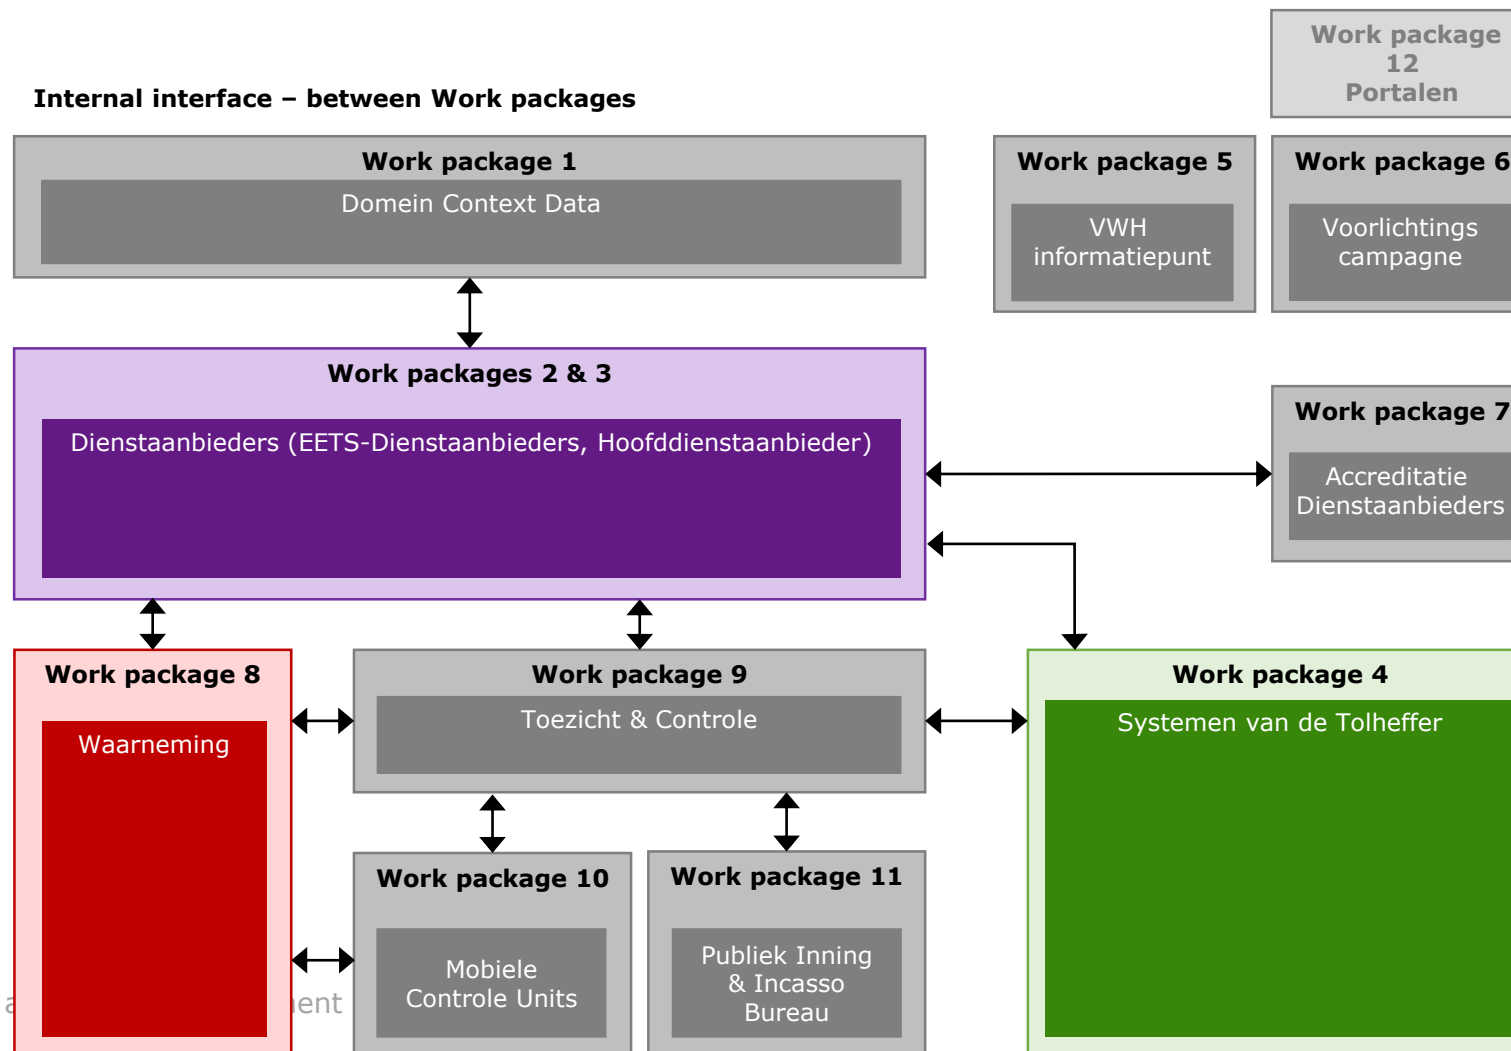 Work package
12
Portalen
Internal interface – between Work packages
Work package 1
Domein Context Data
Work package 5
VWH
informatiepunt
Work package 6
Voorlichtings
campagne
Work packages 2 & 3
Dienstaanbieders (EETS-Dienstaanbieders, Hoofddienstaanbieder)
Work package 7
Accreditatie
Dienstaanbieders
Work package 8
Waarneming
Work package 9
Toezicht & Controle
Work package 4
Systemen van de Tolheffer
Work package 10
Mobiele
Controle Units
Work package 11
Publiek Inning
& Incasso
Bureau